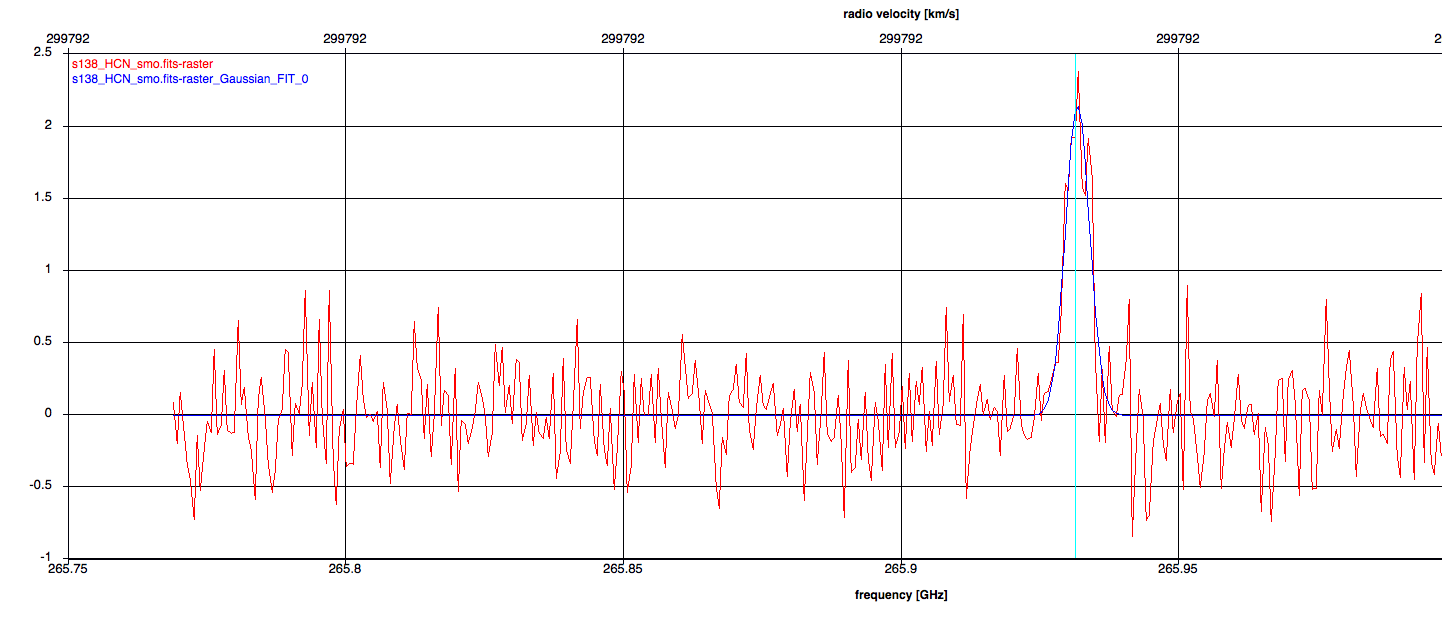 radio velocity [km/s]
299792 299792 299792 299792 299792 2
2.5
s138_HCN_smo.fits-raster
s138_HCN_smo.fits-raster_Gaussian_FIT_0
2
1.5
1
0.5
0
-0.5
-1
265.75 265.8 265.85 265.9 265.95
frequency [GHz]